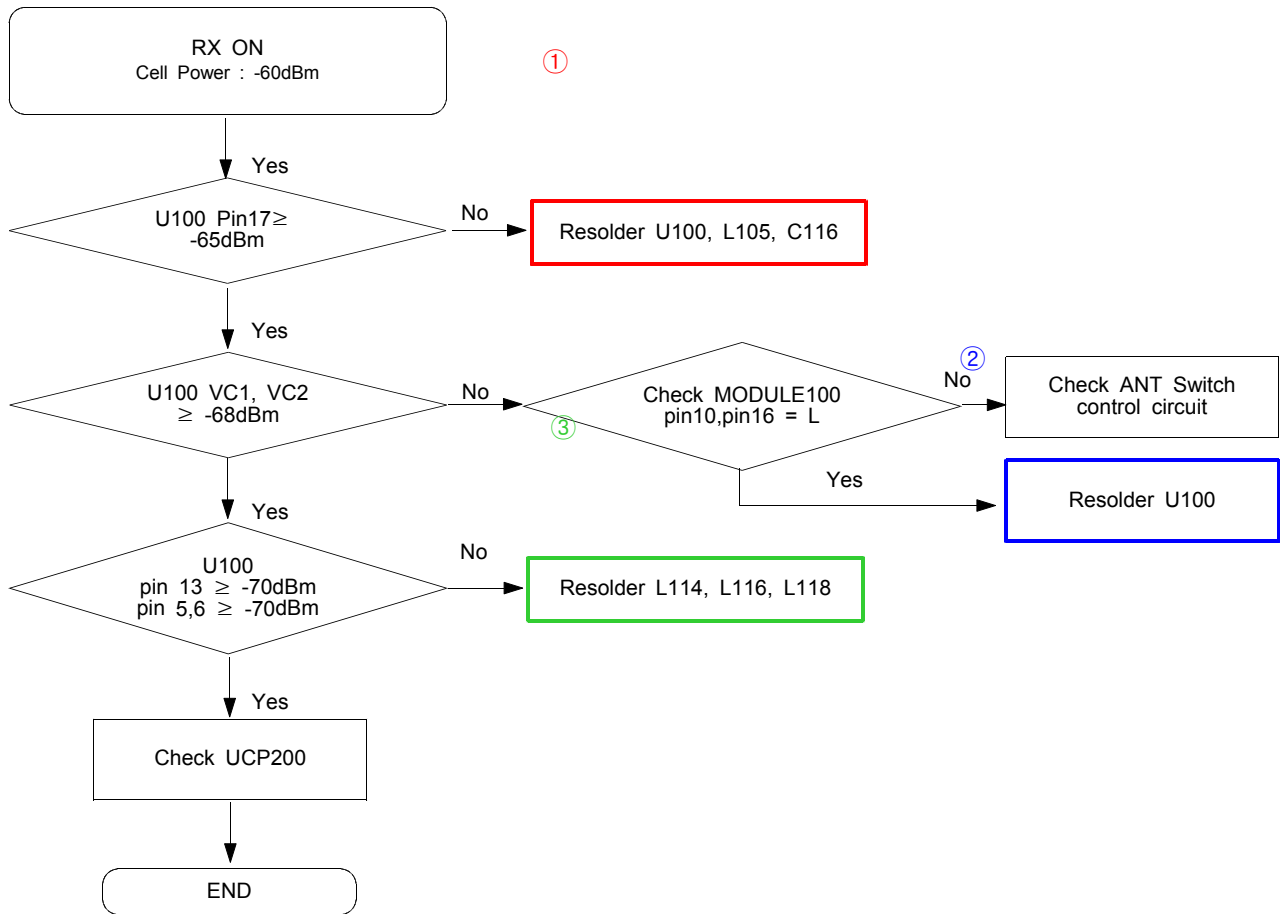 RX ON
Cell Power : -60dBm
①
Yes
U100 Pin17≥
-65dBm
No
Resolder U100, L105, C116
Yes
U100 VC1, VC2
≥ -68dBm
No
③
Check MODULE100
pin10,pin16 = L
②
No
Check ANT Switch
control circuit
Yes
Resolder U100
Yes
U100
pin 13 ≥ -70dBm
pin 5,6 ≥ -70dBm
No
Resolder L114, L116, L118
Yes
Check UCP200
END